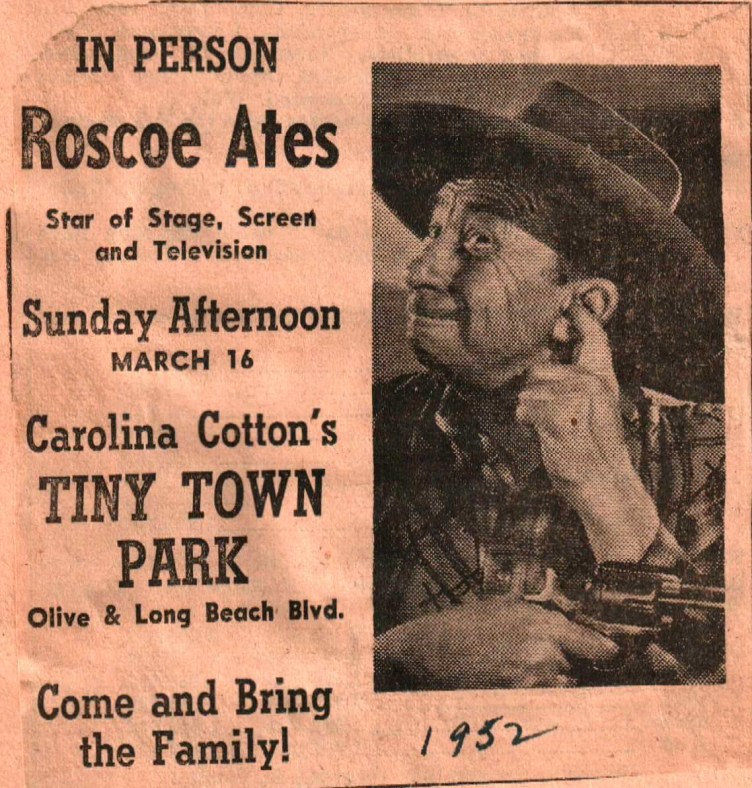 IN PERSON
Roscoe Ates
Star of Stage, Screen
and Television
Sunday Afternoon
MARCH 16
Carolina Cotton's
TINY TOWN
PARK
Olive & Long Beach Blvd.
Come and Bring
the Family!
1952